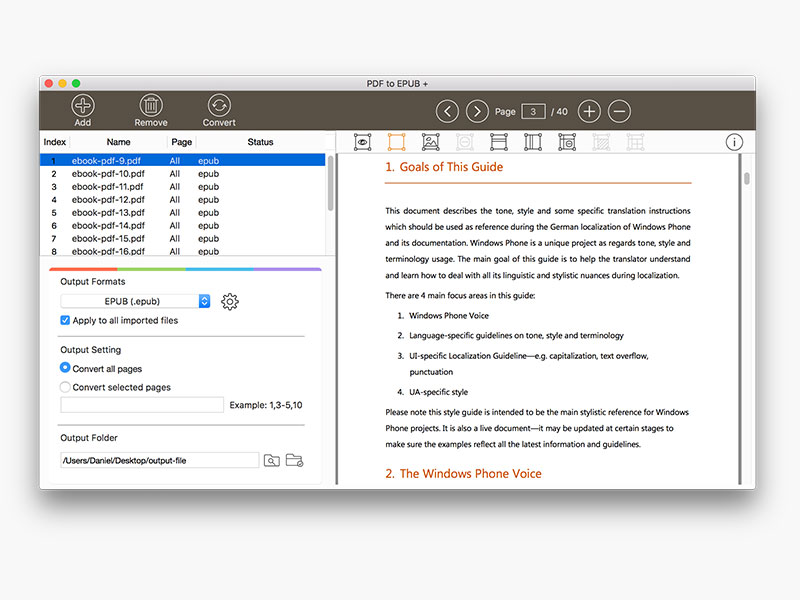 PDF to EPUB +
Add Remove Convert
Page 3 / 40
Index Name Page Status
1 ebook-pdf-9.pdf All epub
2 ebook-pdf-10.pdf All epub
3 ebook-pdf-11.pdf All epub
4 ebook-pdf-12.pdf All epub
5 ebook-pdf-13.pdf All epub
6 ebook-pdf-14.pdf All epub
7 ebook-pdf-15.pdf All epub
8 ebook-pdf-16.pdf All epub
Output Formats
EPUB (.epub)
Apply to all imported files
Output Setting
Convert all pages
Convert selected pages
Example: 1,3-5,10
Output Folder
/Users/Daniel/Desktop/output-file
1. Goals of This Guide
This document describes the tone, style and some specific translation instructions
which should be used as reference during the German localization of Windows Phone
and its documentation. Windows Phone is a unique project as regards tone, style and
terminology usage. The main goal of this guide is to help the translator understand
and learn how to deal with all its linguistic and stylistic nuances during localization.
There are 4 main focus areas in this guide:
1. Windows Phone Voice
2. Language-specific guidelines on tone, style and terminology
3. UI-specific Localization Guideline—e.g. capitalization, text overflow,
punctuation
4. UA-specific style
Please note this style guide is intended to be the main stylistic reference for Windows
Phone projects. It is also a live document—it may be updated at certain stages to
make sure the examples reflect all the latest information and guidelines.
2. The Windows Phone Voice